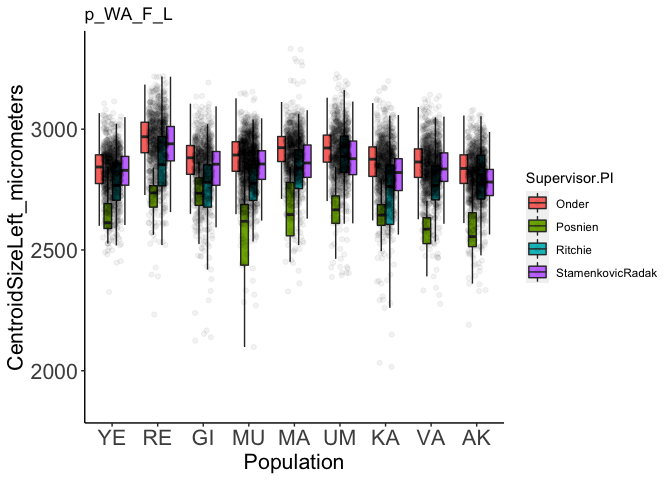 p_WA_F_L
CentroidSizeLeft_micrometers
3000
2500
2000
YE RE GI MU MA UM KA VA AK
Population
Supervisor.PI
Onder
Posnien
Ritchie
StamenkovicRadak